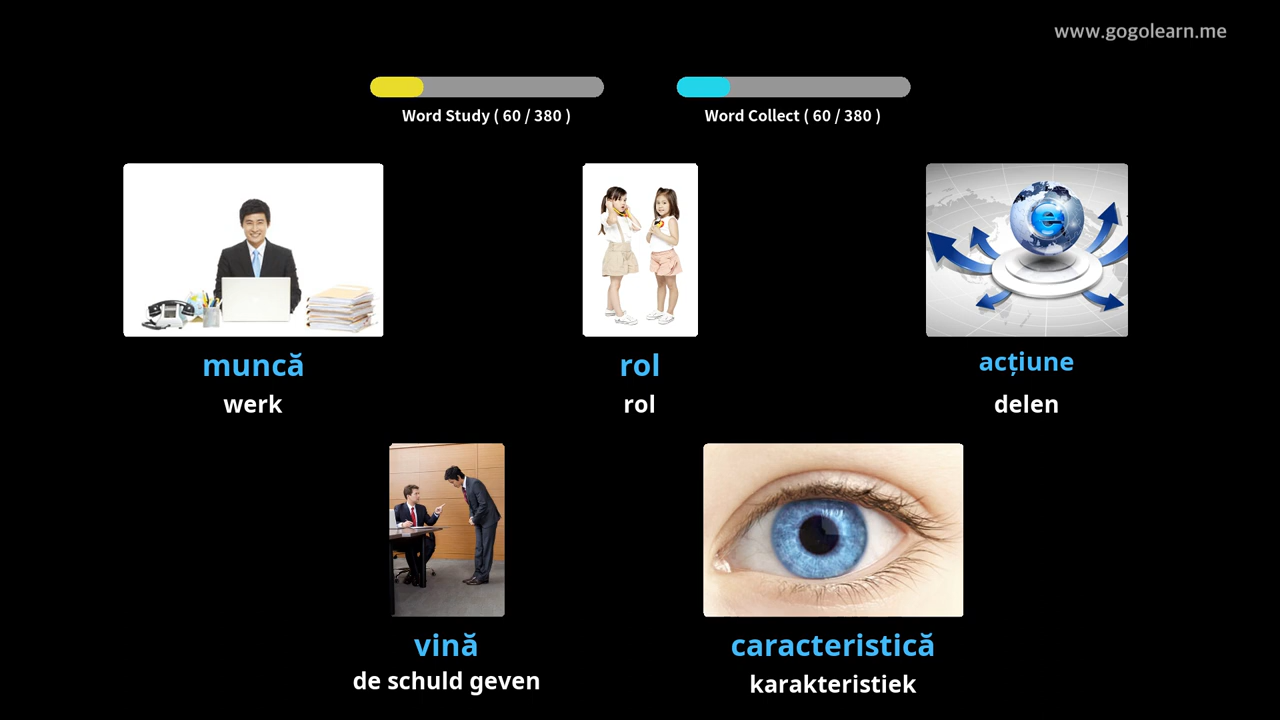 www.gogolearn.me
Word Study ( 60 / 380 )
Word Collect ( 60 / 380 )
e
muncă
werk
rol
rol
acțiune
delen
vină
de schuld geven
caracteristică
karakteristiek